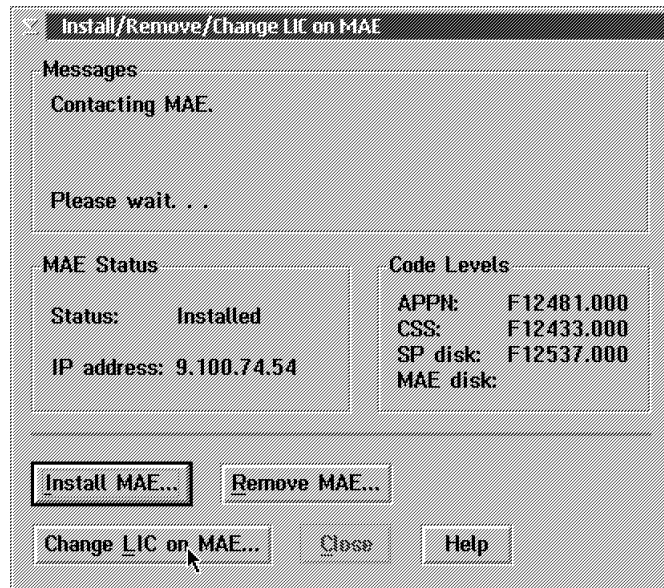 Install/Remove/Change LIC on MAE
Messages
Contacting MAE.
Please wait. . .
MAE Status
Status: Installed
IP address: 9.100.74.54
Code Levels
APPN: F12481.000
CSS: F12433.000
SP disk: F12537.000
MAE disk:
Install MAE...
Remove MAE...
Change LIC on MAE...
Close
Help